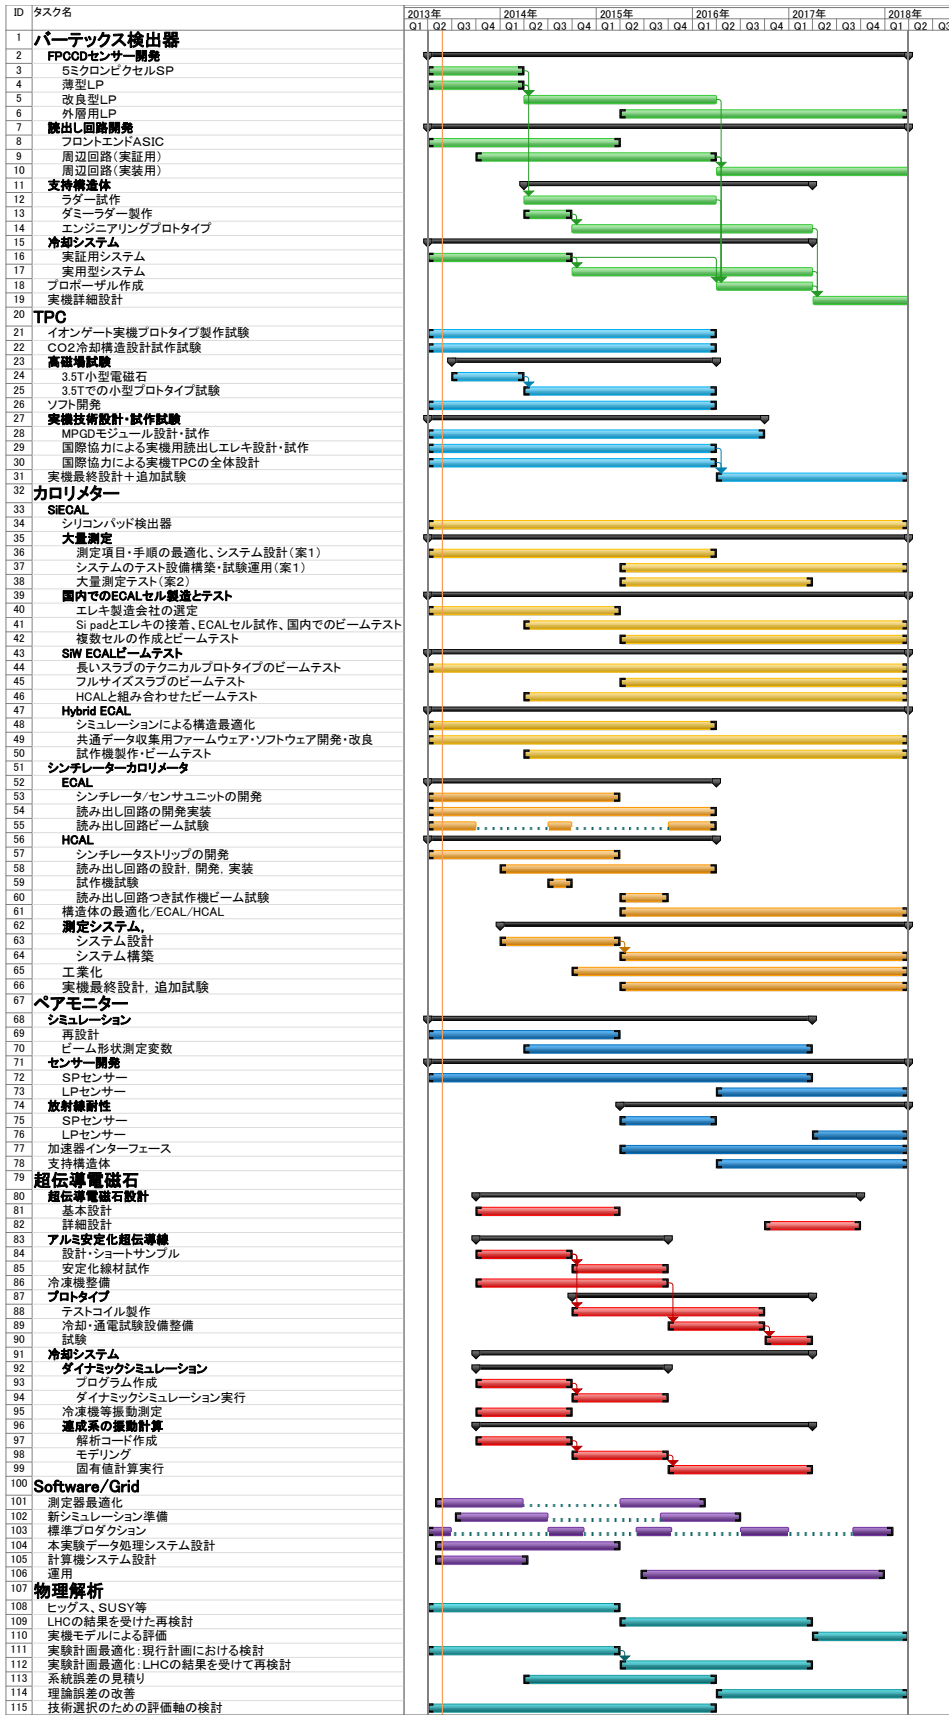 ID タスク名 2013年 2014年 2015年 2016年 2017年 2018年
Q1 Q2 Q3 Q4 Q1 Q2 Q3 Q4 Q1 Q2 Q3 Q4 Q1 Q2 Q3 Q4 Q1 Q2 Q3 Q4 Q1 Q2 Q3
1 バーテックス検出器
2 FPCCDセンサー開発
3 5ミクロンピクセルSP
4 薄型LP
5 改良型LP
6 外層用LP
7 読出し回路開発
8 フロントエンドASIC
9 周辺回路(実証用)
10 周辺回路(実装用)
11 支持構造体
12 ラダー試作
13 ダミーラダー製作
14 エンジニアリングプロトタイプ
15 冷却システム
16 実証用システム
17 実用型システム
18 プロポーザル作成
19 実機詳細設計
20 TPC
21 イオンゲート実機プロトタイプ製作試験
22 CO2冷却構造設計試作試験
23 高磁場試験
24 3.5T小型電磁石
25 3.5Tでの小型プロトタイプ試験
26 ソフト開発
27 実機技術設計・試作試験
28 MPGDモジュール設計・試作
29 国際協力による実機用読出しエレキ設計・試作
30 国際協力による実機TPCの全体設計
31 実機最終設計+追加試験
32 カロリメター
33 SiECAL
34 シリコンパッド検出器
35 大量測定
36 測定項目・手順の最適化、システム設計(案1)
37 システムのテスト設備構築・試験運用(案1)
38 大量測定テスト(案2)
39 国内でのECALセル製造とテスト
40 エレキ製造会社の選定
41 Si padとエレキの接着、ECALセル試作、国内でのビームテスト
42 複数セルの作成とビームテスト
43 SiW ECALビームテスト
44 長いスラブのテクニカルプロトタイプのビームテスト
45 フルサイズスラブのビームテスト
46 HCALと組み合わせたビームテスト
47 Hybrid ECAL
48 シミュレーションによる構造最適化
49 共通データ収集用ファームウェア・ソフトウェア開発・改良
50 試作機製作・ビームテスト
51 シンチレーターカロリメータ
52 ECAL
53 シンチレータ/センサユニットの開発
54 読み出し回路の開発実装
55 読み出し回路ビーム試験
56 HCAL
57 シンチレータストリップの開発
58 読み出し回路の設計, 開発, 実装
59 試作機試験
60 読み出し回路つき試作機ビーム試験
61 構造体の最適化/ECAL/HCAL
62 測定システム,
63 システム設計
64 システム構築
65 工業化
66 実機最終設計, 追加試験
67 ペアモニター
68 シミュレーション
69 再設計
70 ビーム形状測定変数
71 センサー開発
72 SPセンサー
73 LPセンサー
74 放射線耐性
75 SPセンサー
76 LPセンサー
77 加速器インターフェース
78 支持構造体
79 超伝導電磁石
80 超伝導電磁石設計
81 基本設計
82 詳細設計
83 アルミ安定化超伝導線
84 設計・ショートサンプル
85 安定化線材試作
86 冷凍機整備
87 プロトタイプ
88 テストコイル製作
89 冷却・通電試験設備整備
90 試験
91 冷却システム
92 ダイナミックシミュレーション
93 プログラム作成
94 ダイナミックシミュレーション実行
95 冷凍機等振動測定
96 連成系の振動計算
97 解析コード作成
98 モデリング
99 固有値計算実行
100 Software/Grid
101 測定器最適化
102 新シミュレーション準備
103 標準プロダクション
104 本実験データ処理システム設計
105 計算機システム設計
106 運用
107 物理解析
108 ヒッグス、SUSY等
109 LHCの結果を受けた再検討
110 実機モデルによる評価
111 実験計画最適化:現行計画における検討
112 実験計画最適化:LHCの結果を受けて再検討
113 系統誤差の見積り
114 理論誤差の改善
115 技術選択のための評価軸の検討